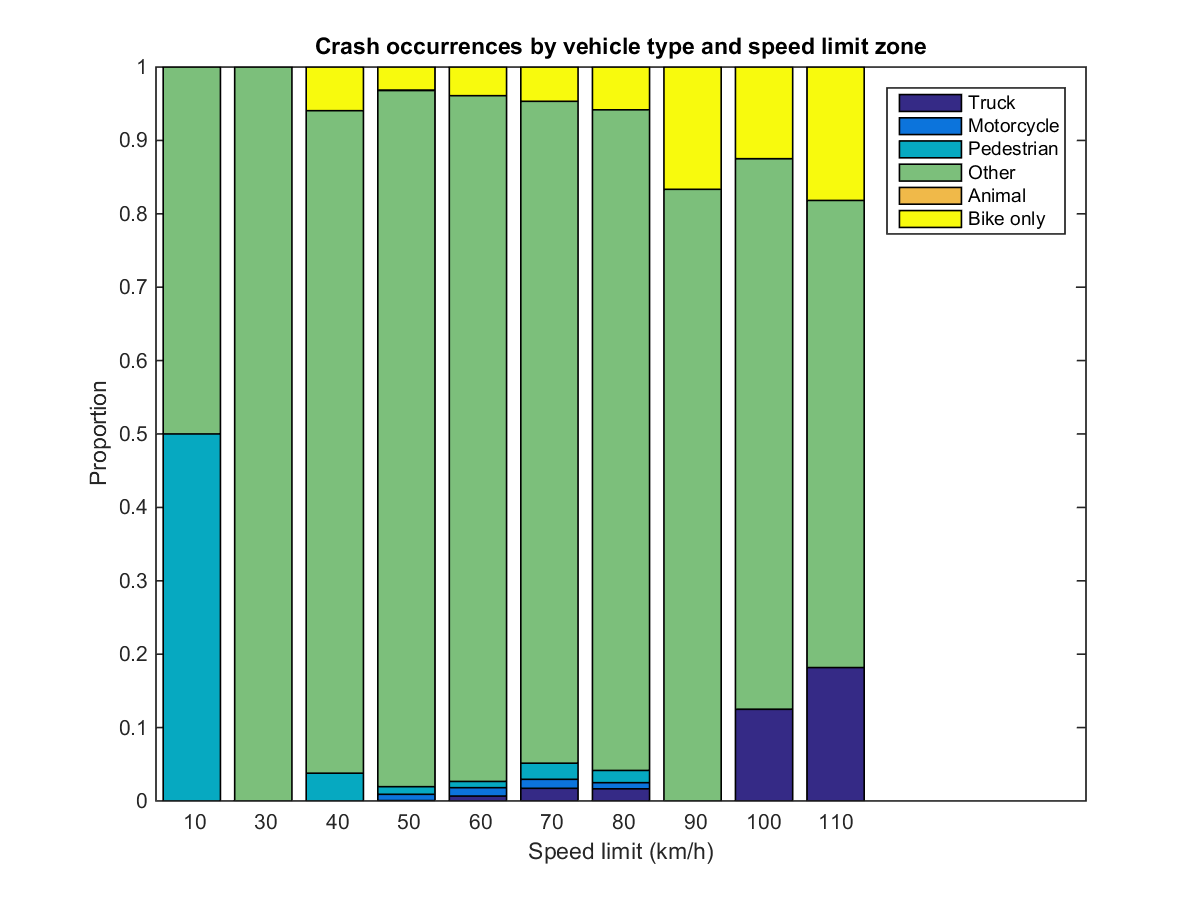 Crash occurrences by vehicle type and speed limit zone
1
0.9
0.8
0.7
0.6
0.5
0.4
0.3
0.2
0.1
0
Proportion
Truck
Motorcycle
Pedestrian
Other
Animal
Bike only
10 30 40 50 60 70 80 90 100 110
Speed limit (km/h)